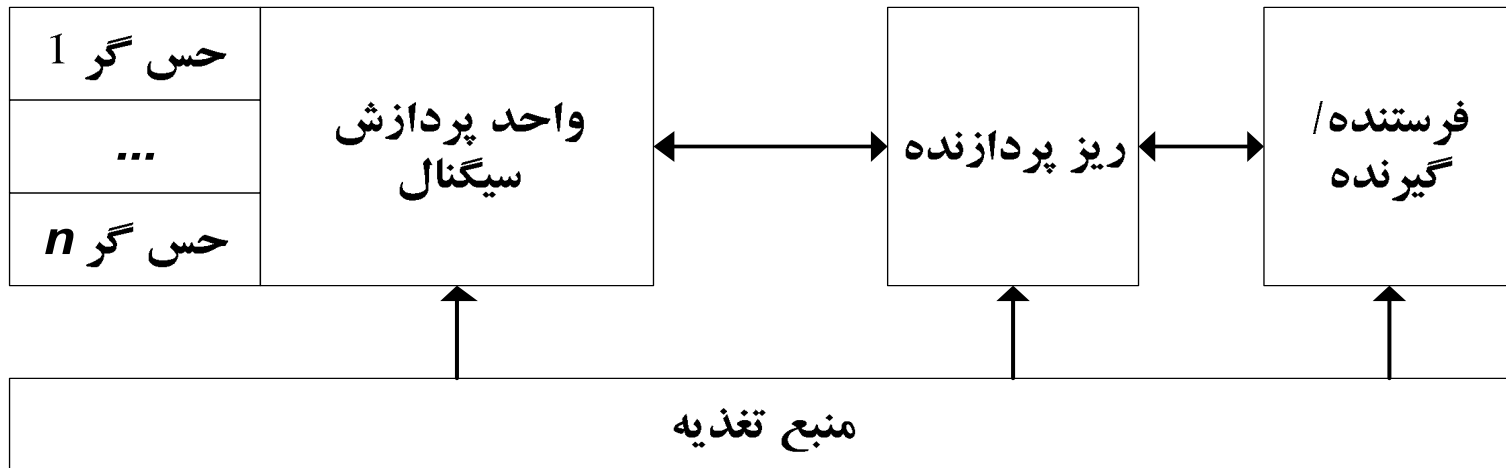 حس گر 1
...
حس گر n
واحد پردازش
سیگنال
ریز پردازنده
فرستنده/
گیرنده
منبع تغذیه